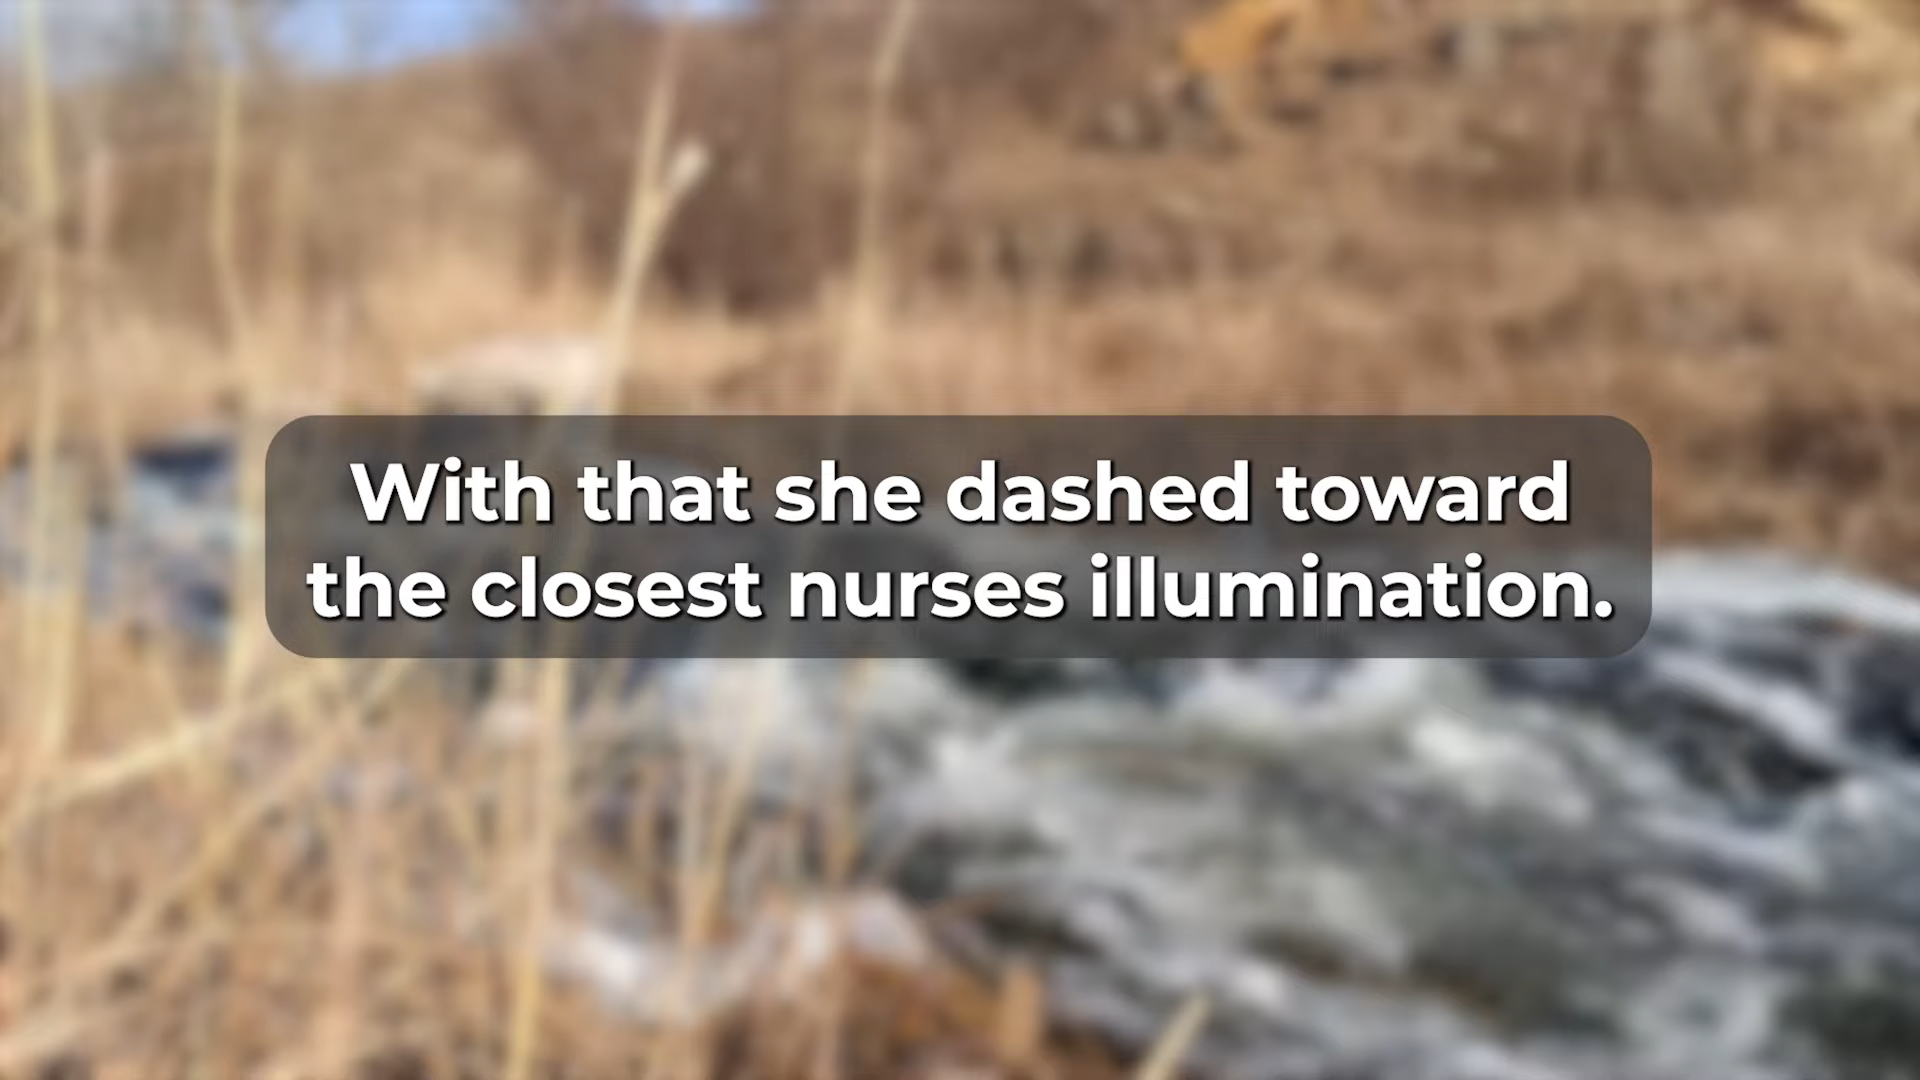 With that she dashed toward
the closest nurses illumination.